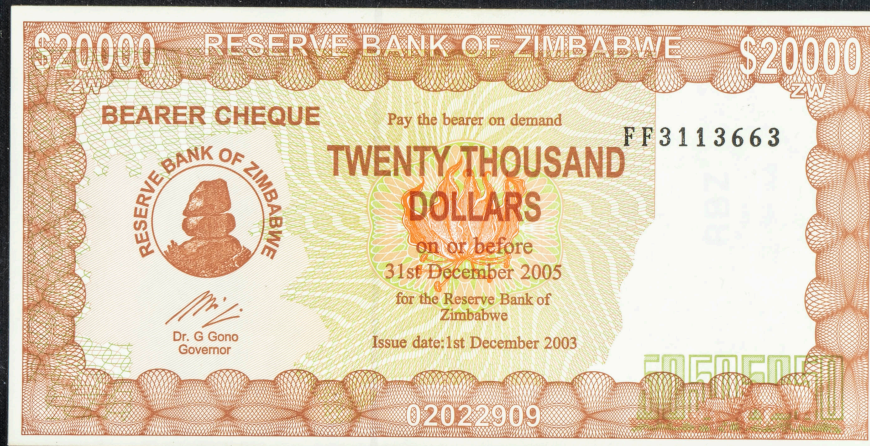 $20000 RESERVE BANK OF ZIMBABWE $20000
ZW ZW
BEARER CHEQUE
Pay the bearer on demand
FF3113663
TWENTY THOUSAND
DOLLARS
on or before
31st December 2005
for the Reserve Bank of
Zimbabwe
Issue date:1st December 2003
RESERVE BANK OF ZIMBABWE
Dr. G Gono
Governor
02022909